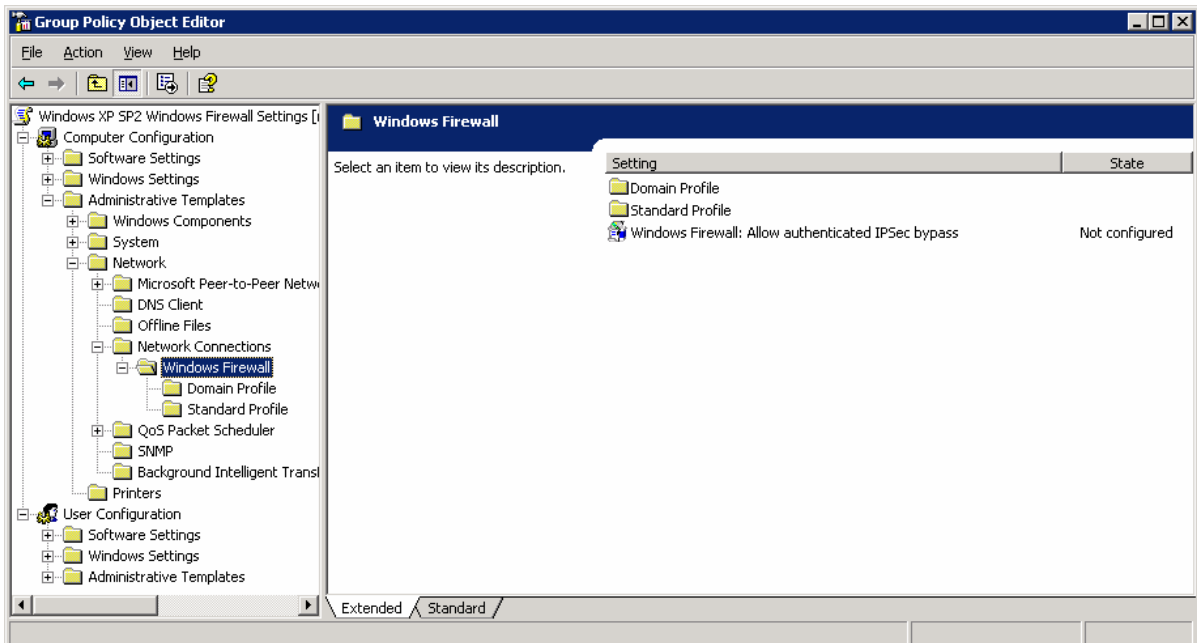 Group Policy Object Editor
File Action View Help
Windows XP SP2 Windows Firewall Settings [
Computer Configuration
Software Settings
Windows Settings
Administrative Templates
Windows Components
System
Network
Microsoft Peer-to-Peer
DNS Client
Offline Files
Network Connections
Windows Firewall
Domain Profile
Standard Profile
QoS Packet Scheduler
SNMP
Background Intelligent
Printers
User Configuration
Software Settings
Windows Settings
Administrative Templates
Windows Firewall
Select an item to view its description.
Setting State
Domain Profile
Standard Profile
Windows Firewall: Allow authenticated IPSec bypass Not configured
Extended Standard